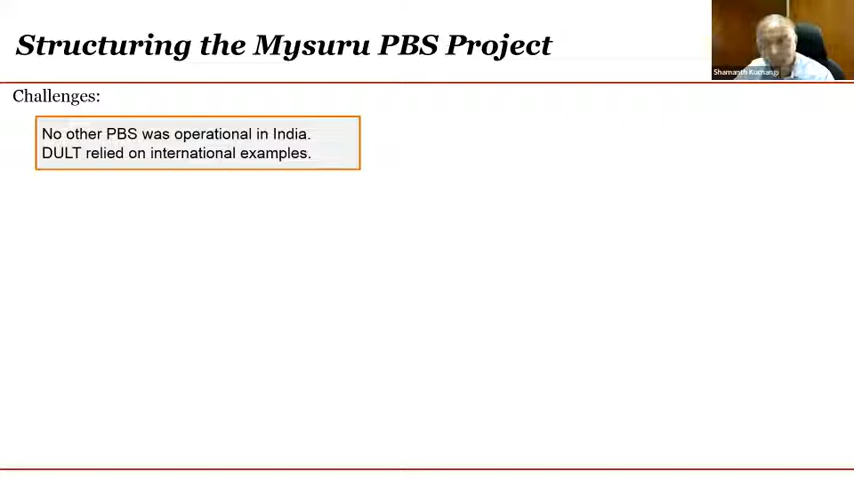 Structuring the Mysuru PBS Project
Shamanth Kuchangi
Challenges:
No other PBS was operational in India.
DULT relied on international examples.